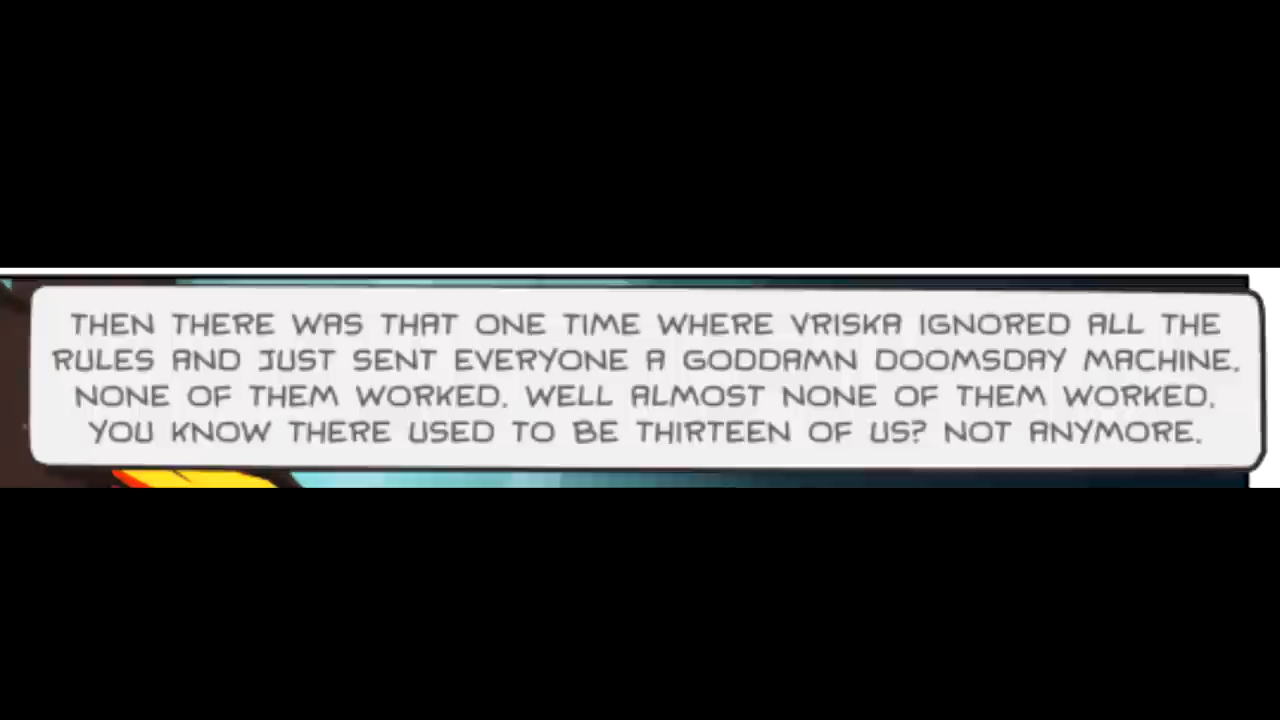 THEN THERE WAS THAT ONE TIME WHERE VRISKA IGNORED ALL THE
RULES AND JUST SENT EVERYONE A GODDAMN DOOMSDAY MACHINE.
NONE OF THEM WORKED. WELL ALMOST NONE OF THEM WORKED.
YOU KNOW THERE USED TO BE THIRTEEN OF US? NOT ANYMORE.